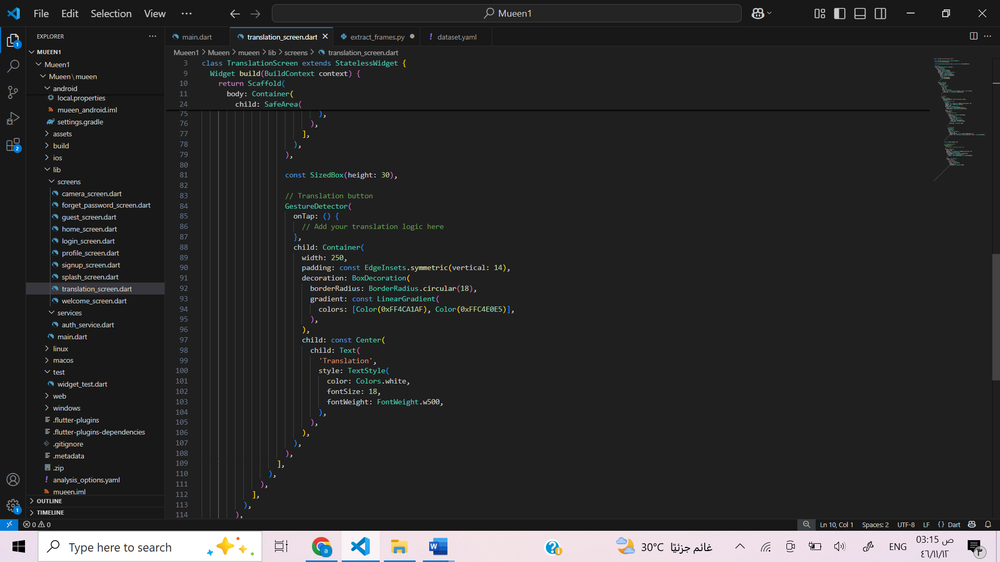 File Edit Selection View ···
Mueen1
EXPLORER ···
MUEEN1
Mueen1
Mueen\mueen
android
local.properties
mueen_android.iml
settings.gradle
assets
build
ios
lib
screens
camera_screen.dart
forget_password_screen.dart
guest_screen.dart
home_screen.dart
login_screen.dart
profile_screen.dart
signup_screen.dart
splash_screen.dart
translation_screen.dart
welcome_screen.dart
services
auth_service.dart
main.dart
linux
macos
test
widget_test.dart
web
windows
.flutter-plugins
.flutter-plugins-dependencies
.gitignore
.metadata
.zip
analysis_options.yaml
mueen.iml
OUTLINE
TIMELINE
main.dart translation_screen.dart extract_frames.py dataset.yaml
Mueen1 > Mueen > mueen > lib > screens > translation_screen.dart
3 class TranslationScreen extends StatelessWidget {
9 Widget build(BuildContext context) {
10 return Scaffold(
11 body: Container(
24 child: SafeArea(
75 ),
76 ),
77 ],
78 ),
79 ),
80
81 const SizedBox(height: 30),
82
83 // Translation button
84 GestureDetector(
85 onTap: () {
86 // Add your translation logic here
87 },
88 child: Container(
89 width: 250,
90 padding: const EdgeInsets.symmetric(vertical: 14),
91 decoration: BoxDecoration(
92 borderRadius: BorderRadius.circular(18),
93 gradient: const LinearGradient(
94 colors: [Color(0xFF4CA1AF), Color(0xFFC4E0E5)],
95 ),
96 ),
97 child: const Center(
98 child: Text(
99 'Translation',
100 style: TextStyle(
101 color: Colors.white,
102 fontSize: 18,
103 fontWeight: FontWeight.w500,
104 ),
105 ),
106 ),
107 ),
108 ),
109 ],
110 ),
111 ),
112 ],
113 ),
114 ),
1
2
1
0 0
Ln 10, Col 1 Spaces: 2 UTF-8 LF {} Dart
Type here to search
30°C غائم جزئيًا
ENG
03:15 ص
٤٦/١١/١٢
٣